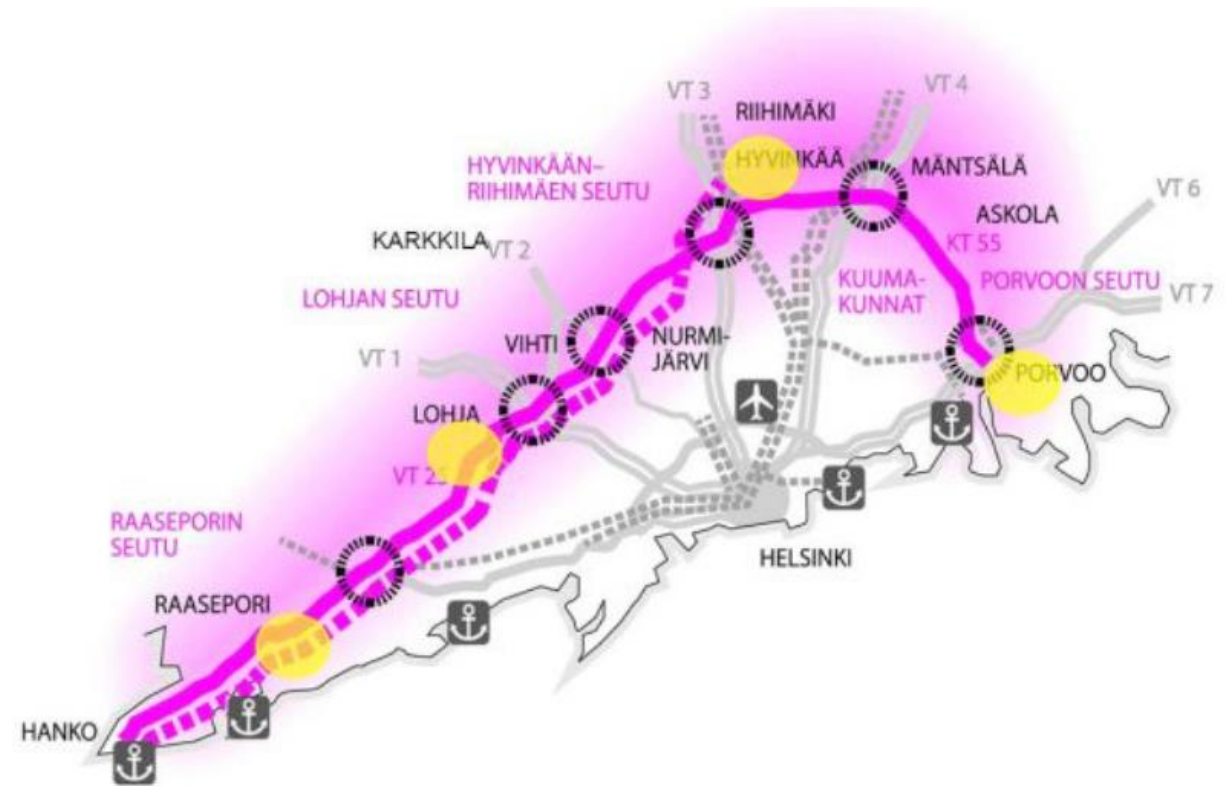 VT 3
VT 4
RIIHIMÄKI
HYVINKÄÄ
HYVINKÄÄN–
RIIHIMÄEN SEUTU
MÄNTSÄLÄ
VT 6
ASKOLA
KARKKILA
VT 2
KT 55
KUUMA-
KUNNAT
PORVOON SEUTU
LOHJAN SEUTU
VT 7
VIHTI
NURMI-
JÄRVI
VT 1
PORVOO
LOHJA
VT 25
RAASEPORIN
SEUTU
HELSINKI
RAASEPORI
HANKO